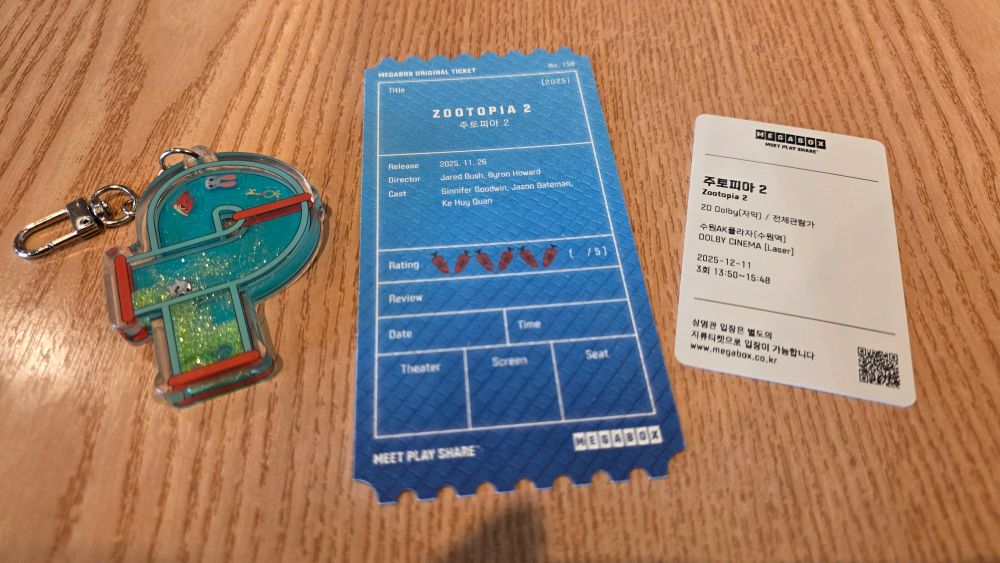 MEGABOX ORIGINAL TICKET
No. 159
Title
[2025]
ZOOTOPIA 2
주토피아 2
Release 2025. 11. 26
Director Jared Bush, Byron Howard
Cast Ginnifer Goodwin, Jason Bateman,
Ke Huy Quan
Rating [ / 5 ]
Review
Date
Time
Theater
Screen
Seat
MEET PLAY SHARE™
MEGABOX
MEGABOX
MEET PLAY SHARE™
주토피아 2
Zootopia 2
2D Dolby(자막) / 전체관람가
수원AK플라자(수원역)
DOLBY CINEMA [Laser]
2025-12-11
3회 13:50~15:48
상영관 입장은 별도의
지류티켓으로 입장이 가능합니다
www.megabox.co.kr